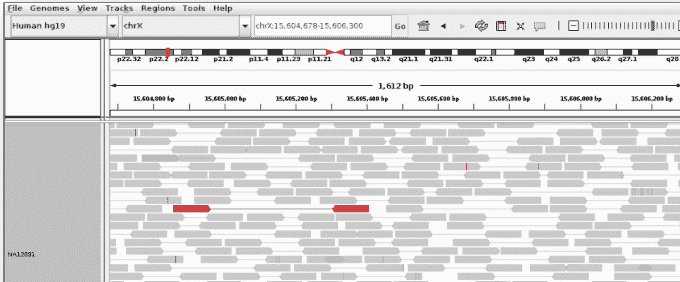 File Genomes View Tracks Regions Tools Help
Human hg19 chrX chrX:15,604,678-15,606,300 Go
p22.32 p22.2 p22.12 p21.2 p11.4 p11.23 p11.21 q12 q13.2 q21.1 q21.31 q22.1 q23 q24 q25 q26.2 q27.1 q28
1,612 bp
15,604,800 bp 15,605,000 bp 15,605,200 bp 15,605,400 bp 15,605,600 bp 15,605,800 bp 15,606,000 bp 15,606,200 bp